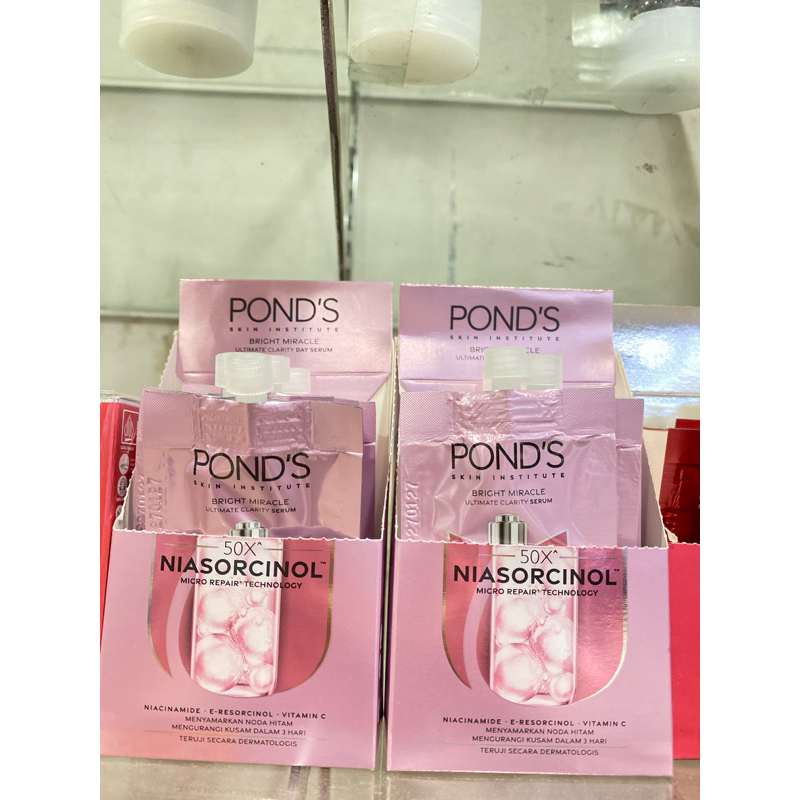 POND'S
SKIN INSTITUTE
BRIGHT MIRACLE
ULTIMATE CLARITY DAY SERUM
POND'S
SKIN INSTITUTE
BRIGHT MIRACLE
ULTIMATE CLARITY SERUM
270127
50X^
NIASORCINOL™
MICRO REPAIR^ TECHNOLOGY
NIACINAMIDE · E-RESORCINOL · VITAMIN C
MENYAMARKAN NODA HITAM
MENGURANGI KUSAM DALAM 3 HARI
TERUJI SECARA DERMATOLOGIS
POND'S
SKIN INSTITUTE
BRIGHT MIRACLE
ULTIMATE
POND'S
SKIN INSTITUTE
BRIGHT MIRACLE
ULTIMATE CLARITY SERUM
270127
50X^
NIASORCINOL™
MICRO REPAIR^ TECHNOLOGY
NIACINAMIDE · E-RESORCINOL · VITAMIN C
MENYAMARKAN NODA HITAM
MENGURANGI KUSAM DALAM 3 HARI
TERUJI SECARA DERMATOLOGIS